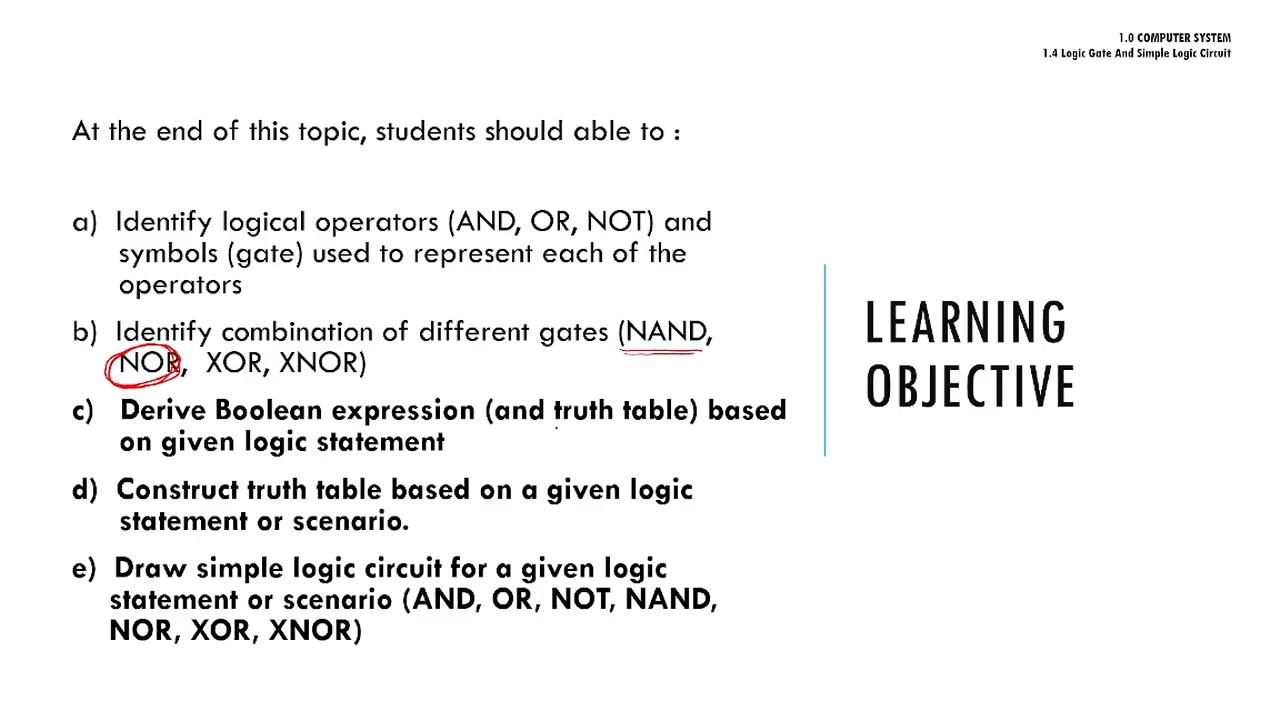 1.0 COMPUTER SYSTEM
1.4 Logic Gate And Simple Logic Circuit
At the end of this topic, students should able to :
a) Identify logical operators (AND, OR, NOT) and
symbols (gate) used to represent each of the
operators
b) Identify combination of different gates (NAND,
NOR, XOR, XNOR)
c) Derive Boolean expression (and truth table) based
on given logic statement
d) Construct truth table based on a given logic
statement or scenario.
e) Draw simple logic circuit for a given logic
statement or scenario (AND, OR, NOT, NAND,
NOR, XOR, XNOR)
LEARNING
OBJECTIVE